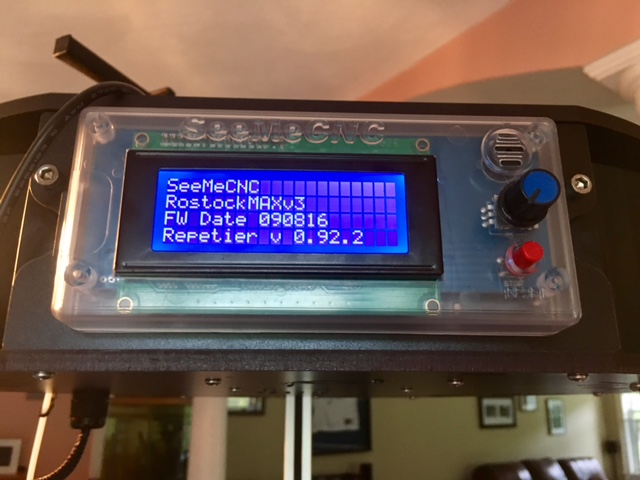 SeeMeCNC
SeeMeCNC
RostockMAXv3
FW Date 090816
Repetier v 0.92.2